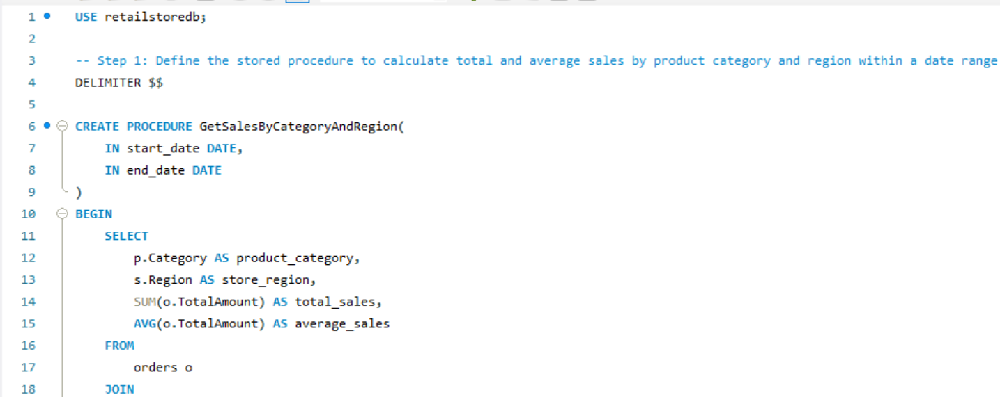 1 USE retailstoredb;
2
3 -- Step 1: Define the stored procedure to calculate total and average sales by product category and region within a date range
4 DELIMITER $$
5
6 CREATE PROCEDURE GetSalesByCategoryAndRegion(
7 IN start_date DATE,
8 IN end_date DATE
9 )
10 BEGIN
11 SELECT
12 p.Category AS product_category,
13 s.Region AS store_region,
14 SUM(o.TotalAmount) AS total_sales,
15 AVG(o.TotalAmount) AS average_sales
16 FROM
17 orders o
18 JOIN